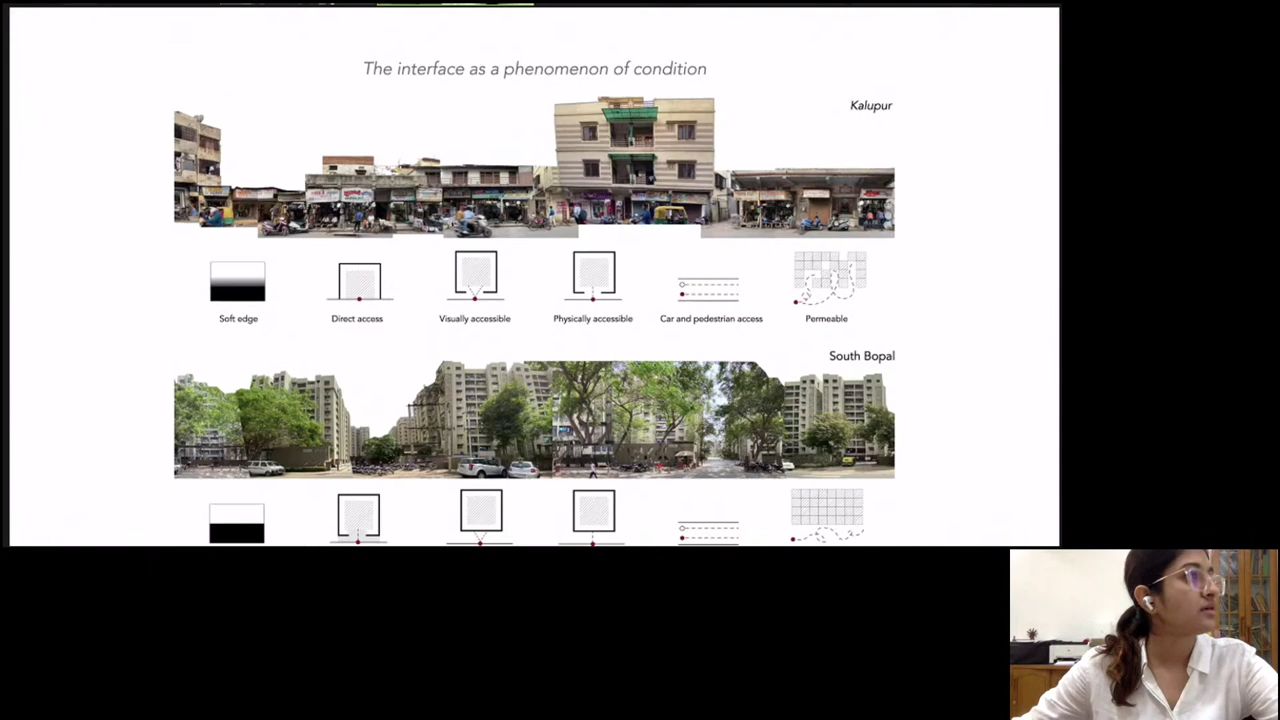 The interface as a phenomenon of condition
Kalupur
Soft edge
Direct access
Visually accessible
Physically accessible
Car and pedestrian access
Permeable
South Bopal